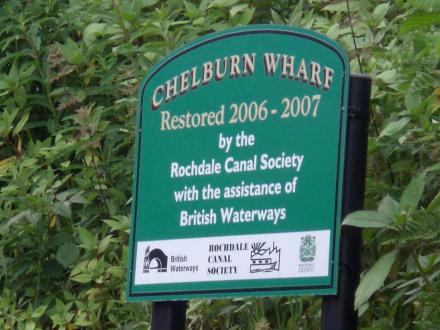 CHELBURN WHARF
Restored 2006 - 2007
by the
Rochdale Canal Society
with the assistance of
British Waterways
British
Waterways
ROCHDALE
CANAL
SOCIETY